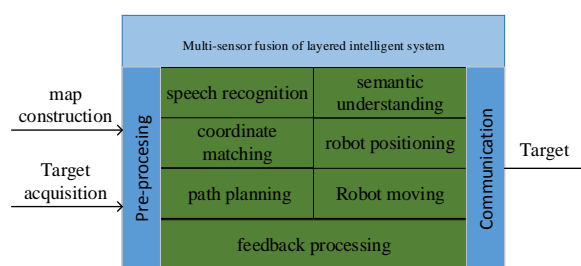 Multi-sensor fusion of layered intelligent system
map
construction
Target
acquisition
Pre-procesing
speech recognition
semantic
understanding
coordinate
matching
robot positioning
path planning
Robot moving
feedback processing
Communication
Target